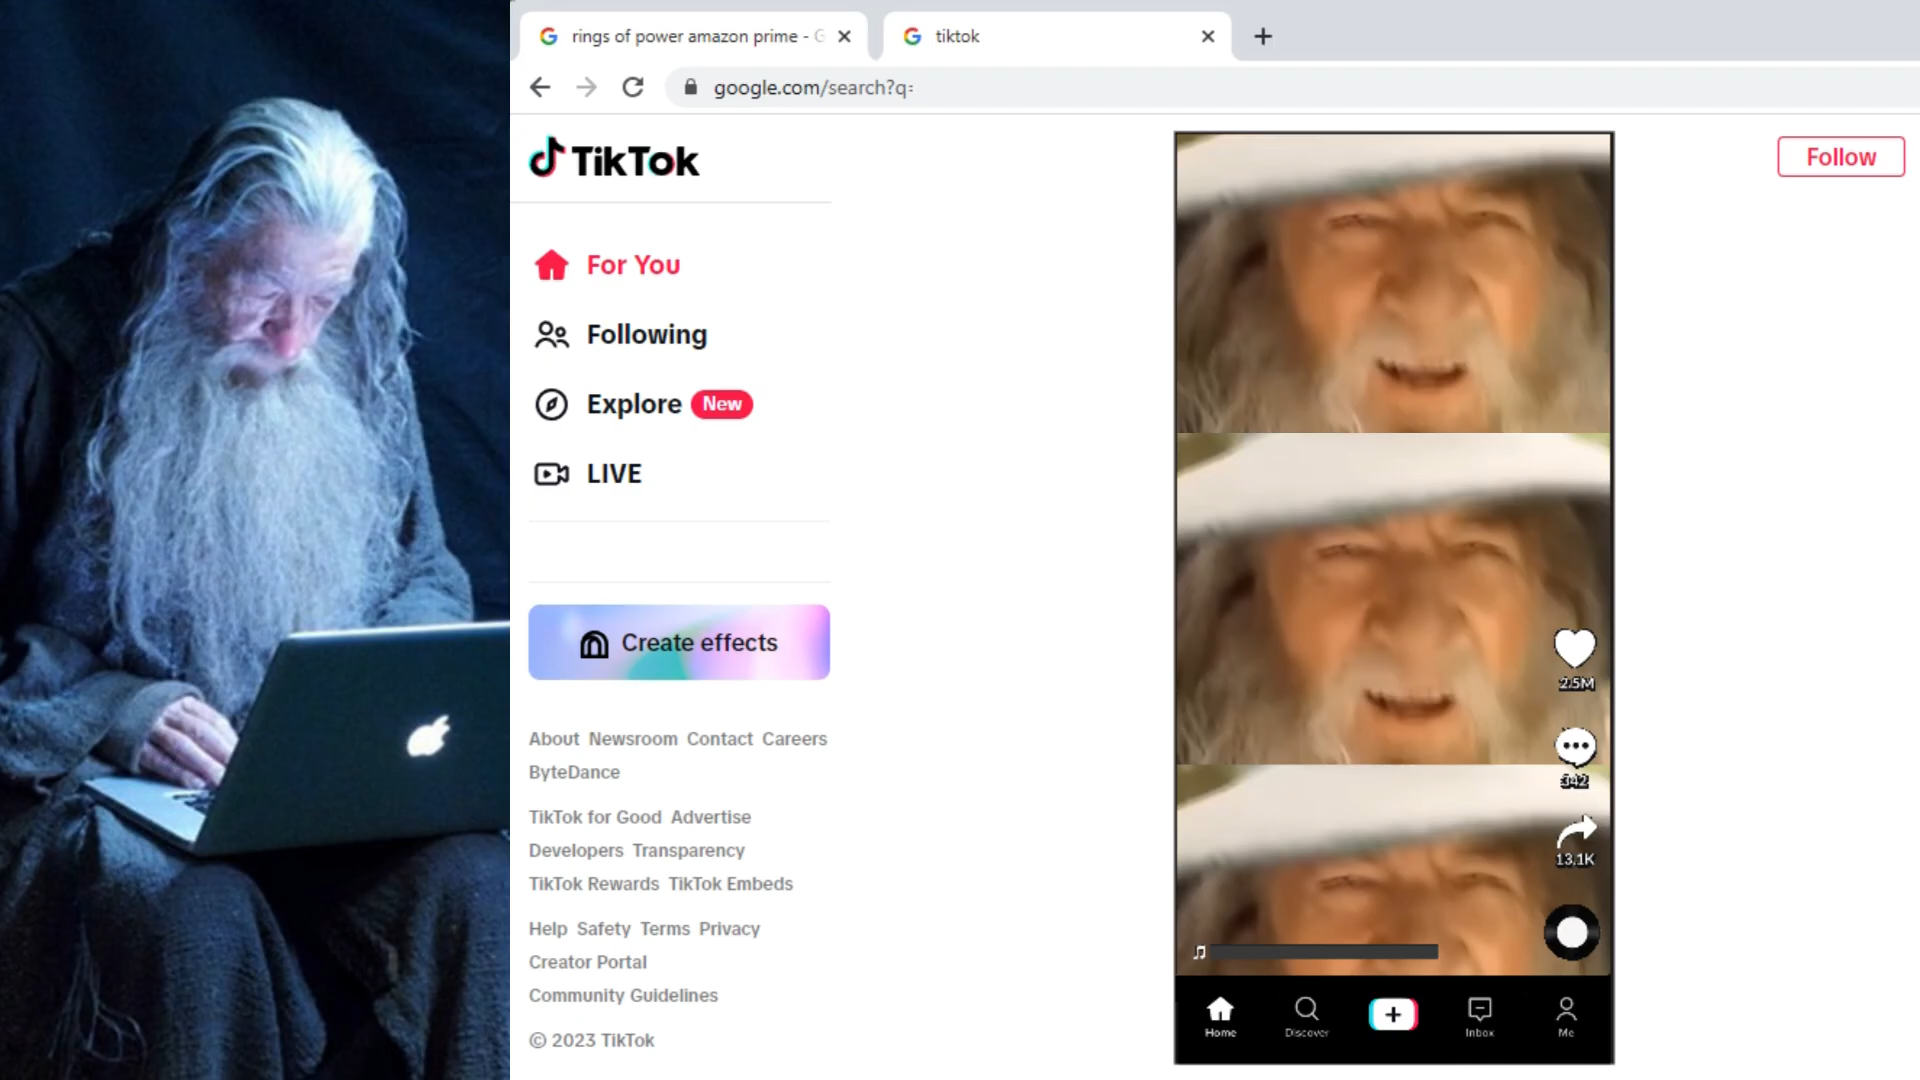 rings of power amazon prime - G
tiktok
google.com/search?q=
TikTok
Follow
For You
Following
Explore New
LIVE
Create effects
About Newsroom Contact Careers
ByteDance
TikTok for Good Advertise
Developers Transparency
TikTok Rewards TikTok Embeds
Help Safety Terms Privacy
Creator Portal
Community Guidelines
© 2023 TikTok
2.5M
342
13.1K
Home
Discover
Inbox
Me